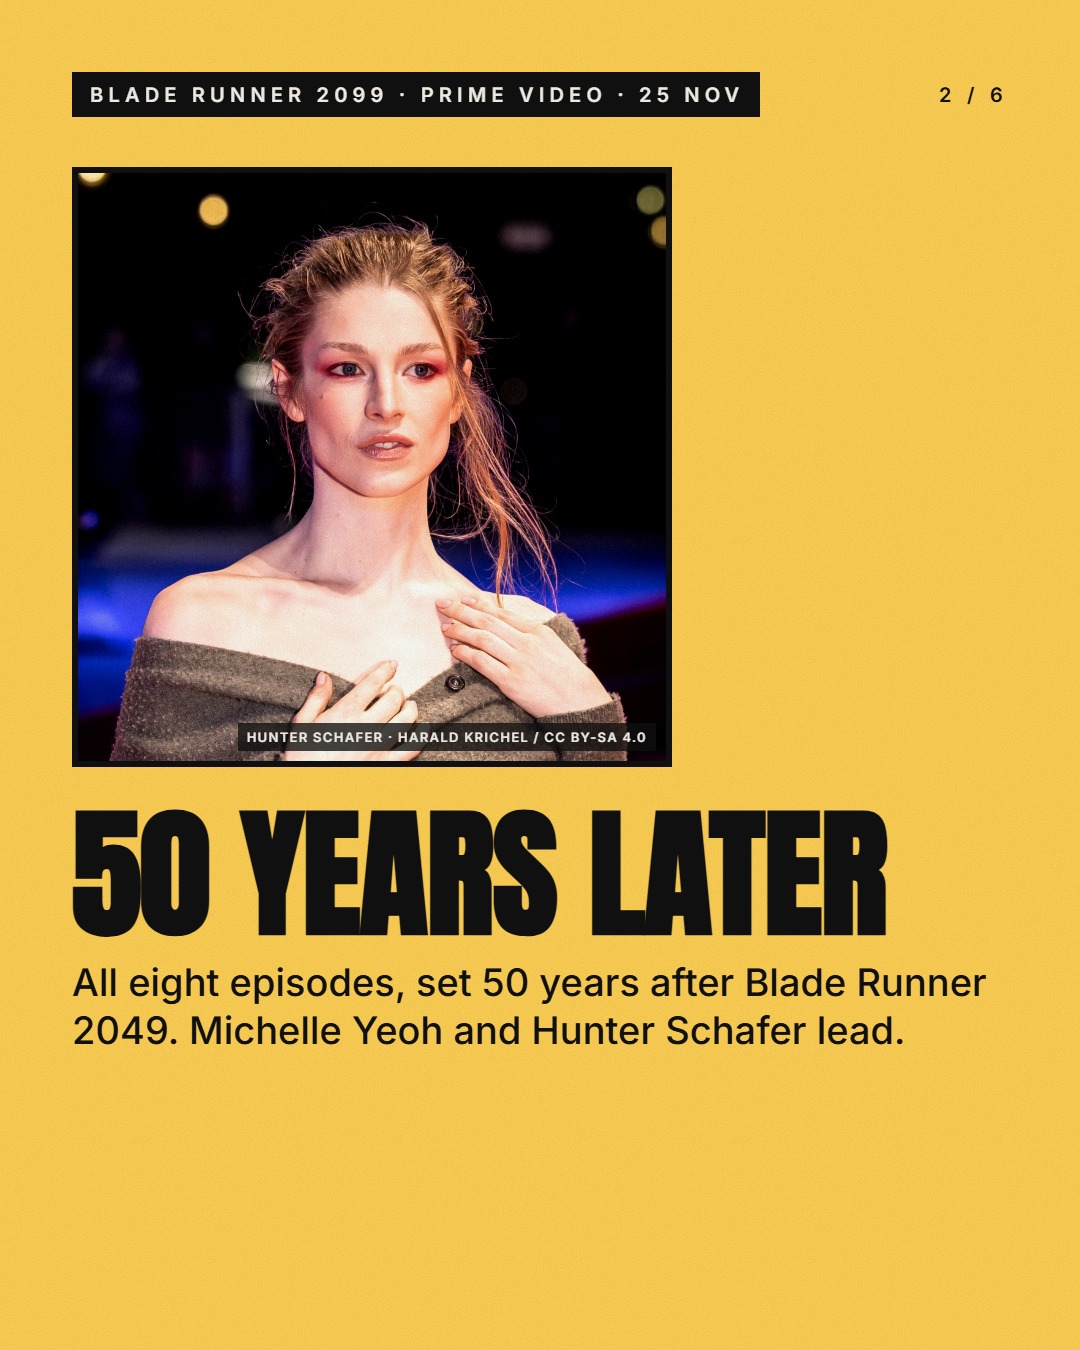 BLADE RUNNER 2099 · PRIME VIDEO · 25 NOV
2 / 6
HUNTER SCHAFER · HARALD KRICHEL / CC BY-SA 4.0
50 YEARS LATER
All eight episodes, set 50 years after Blade Runner
2049. Michelle Yeoh and Hunter Schafer lead.